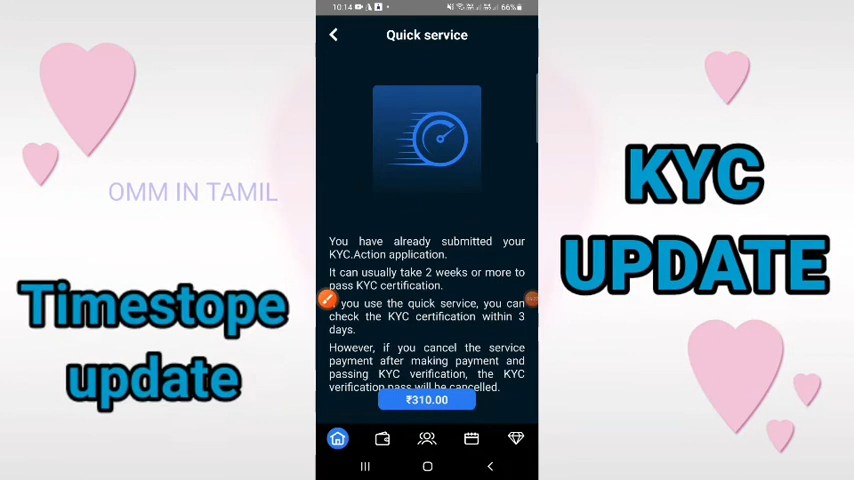 10:14
66%
Quick service
You have already submitted your
KYC.Action application.
It can usually take 2 weeks or more to
pass KYC certification.
you use the quick service, you can
check the KYC certification within 3
days.
However, if you cancel the service
payment after making payment and
passing KYC verification, the KYC
verification pass will be cancelled.
₹310.00
OMM IN TAMIL
Timestope
update
KYC
UPDATE